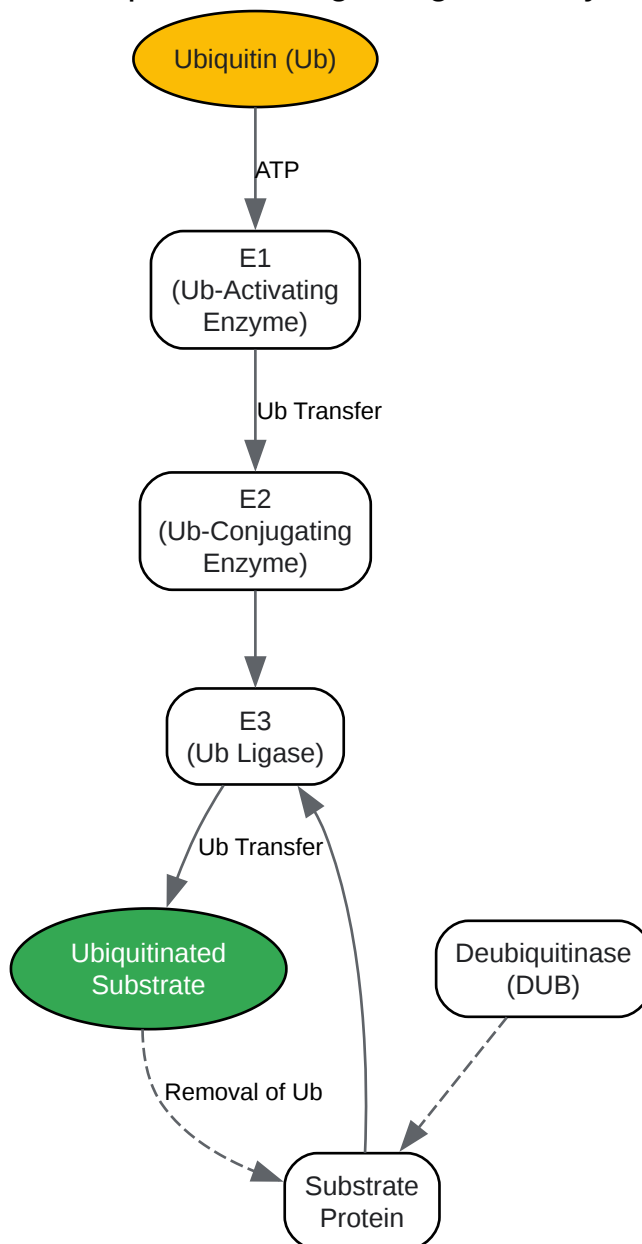 Ubiquitin (Ub)
ATP
E1
(Ub-Activating
Enzyme)
Ub Transfer
E2
(Ub-Conjugating
Enzyme)
E3
(Ub Ligase)
Ub Transfer
Ubiquitinated
Substrate
Deubiquitinase
(DUB)
Removal of Ub
Substrate
Protein